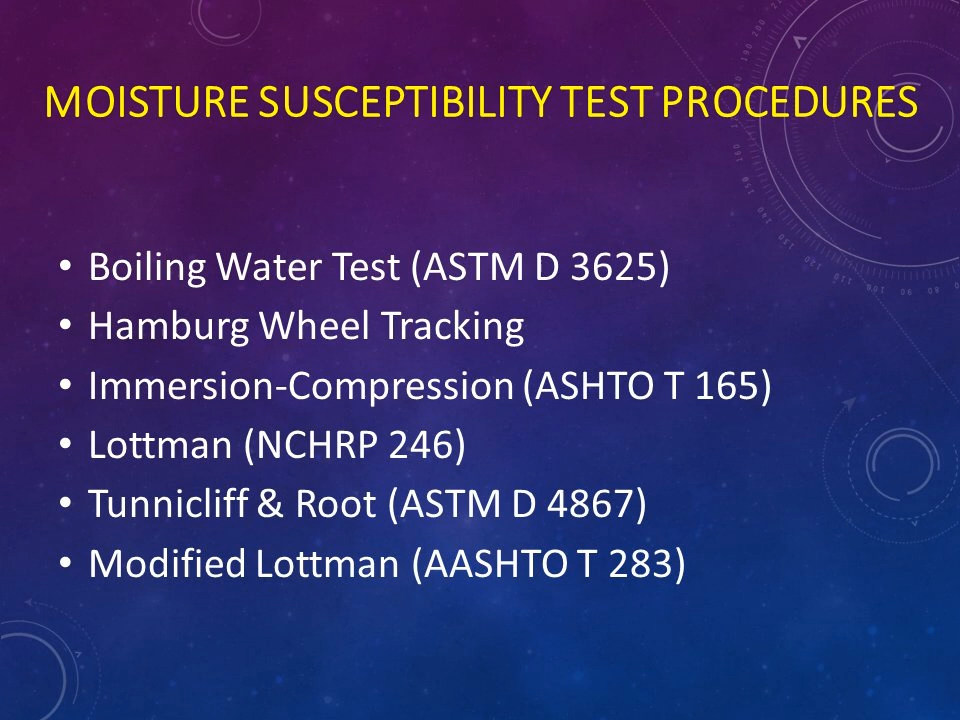 MOISTURE SUSCEPTIBILITY TEST PROCEDURES
• Boiling Water Test (ASTM D 3625)
• Hamburg Wheel Tracking
• Immersion-Compression (ASHTO T 165)
• Lottman (NCHRP 246)
• Tunnicliff & Root (ASTM D 4867)
• Modified Lottman (AASHTO T 283)